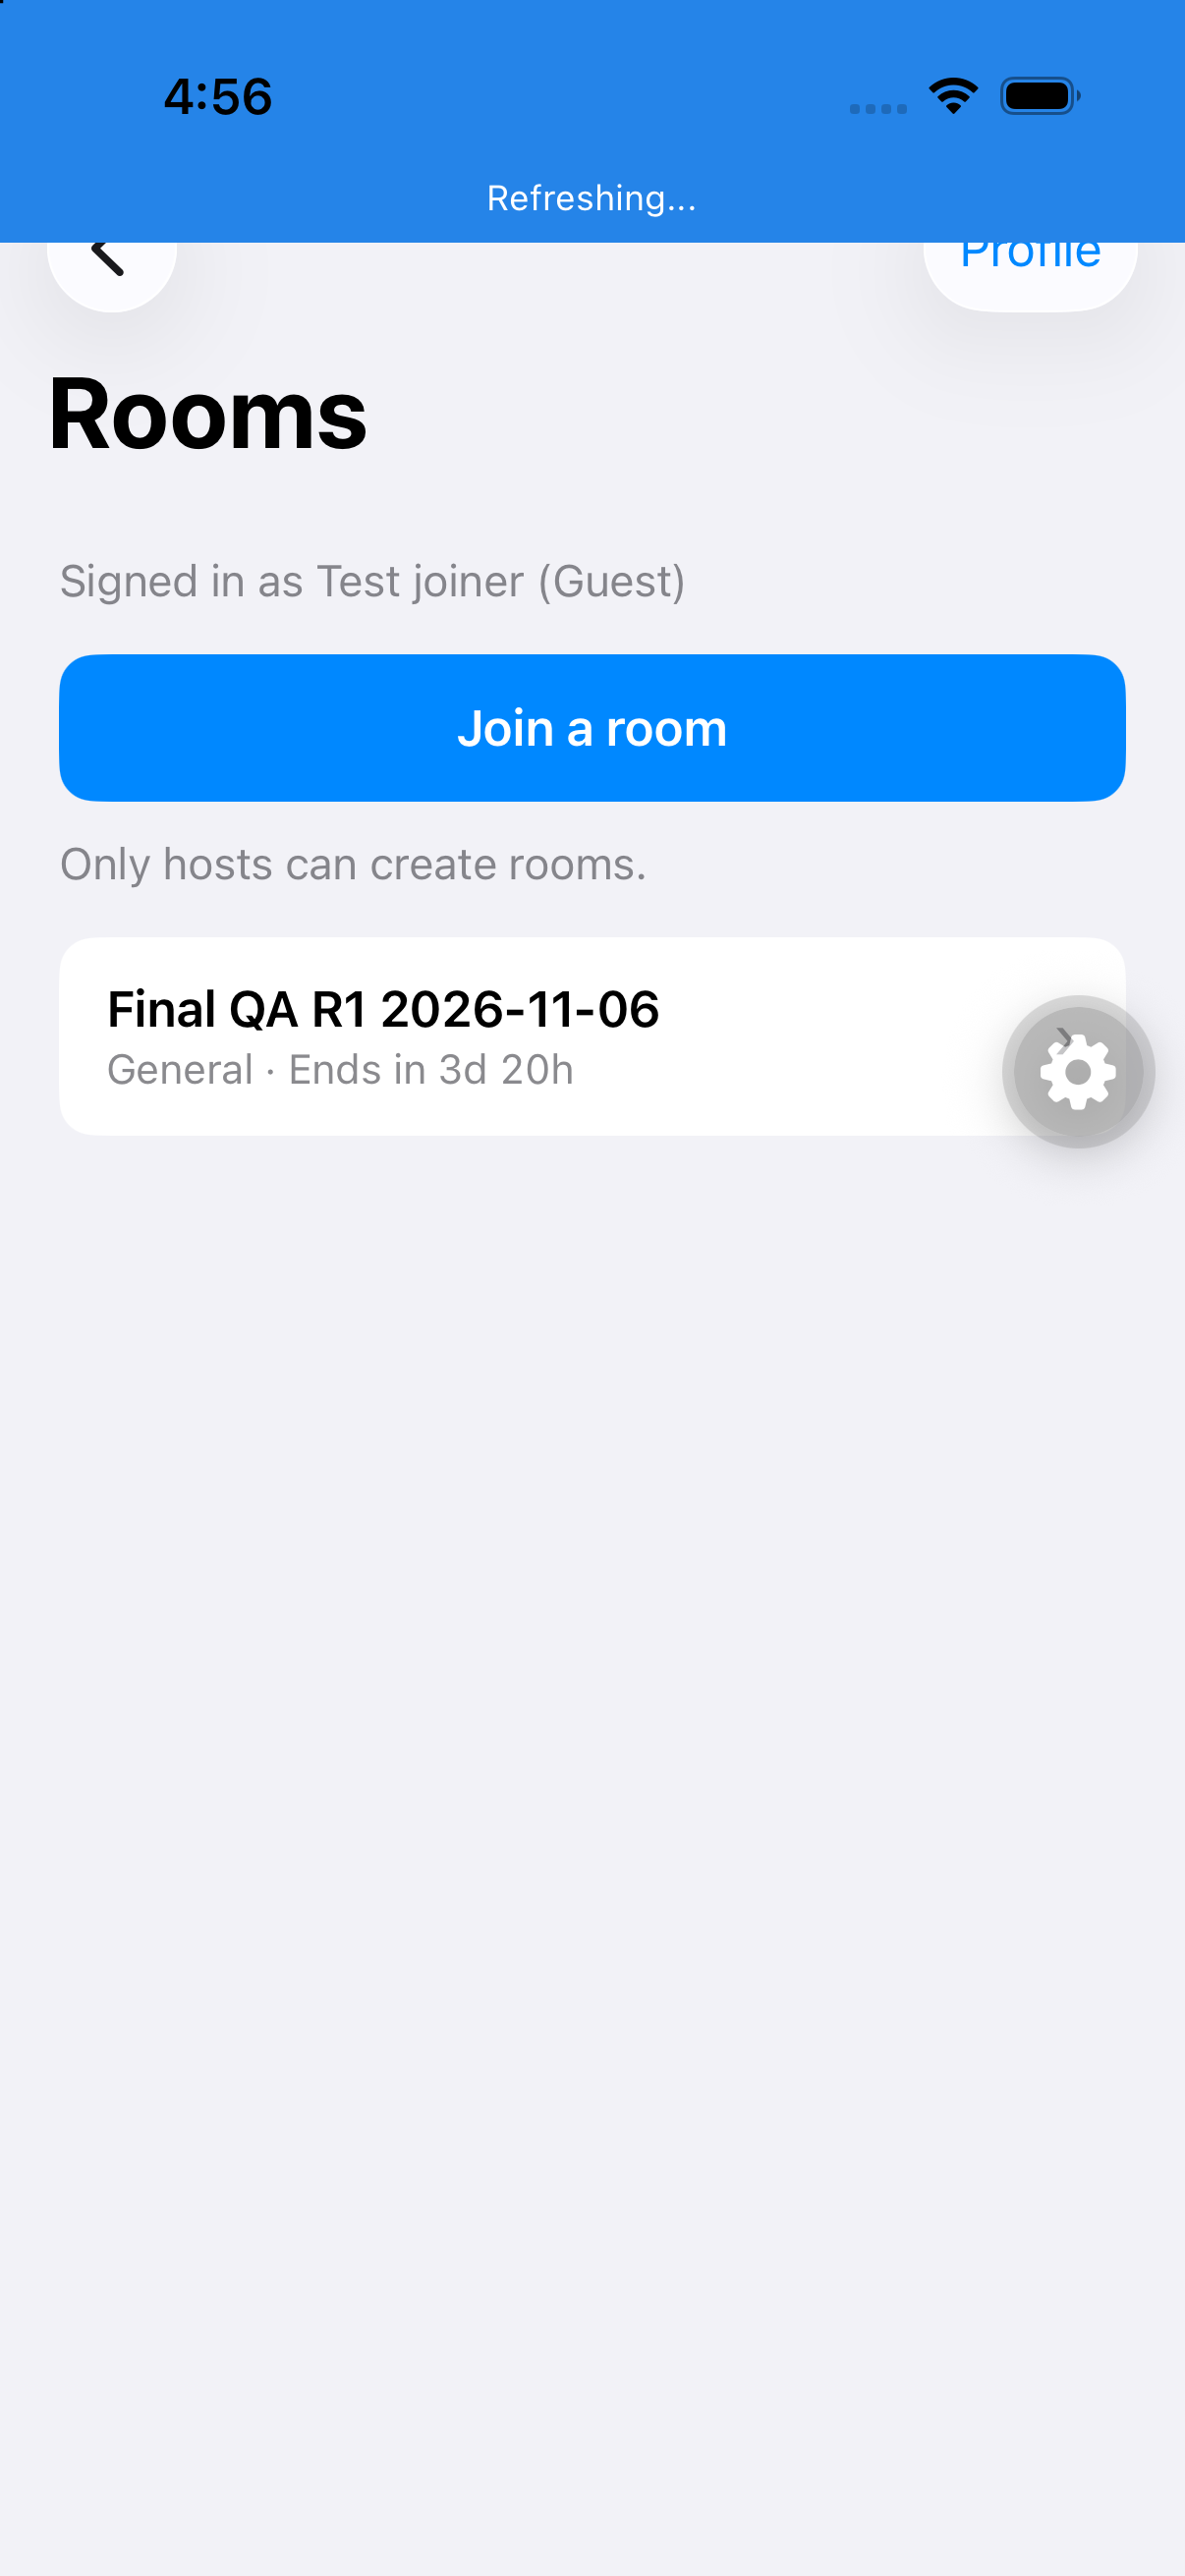 4:56
Refreshing...
Profile
Rooms
Signed in as Test joiner (Guest)
Join a room
Only hosts can create rooms.
Final QA R1 2026-11-06
General · Ends in 3d 20h